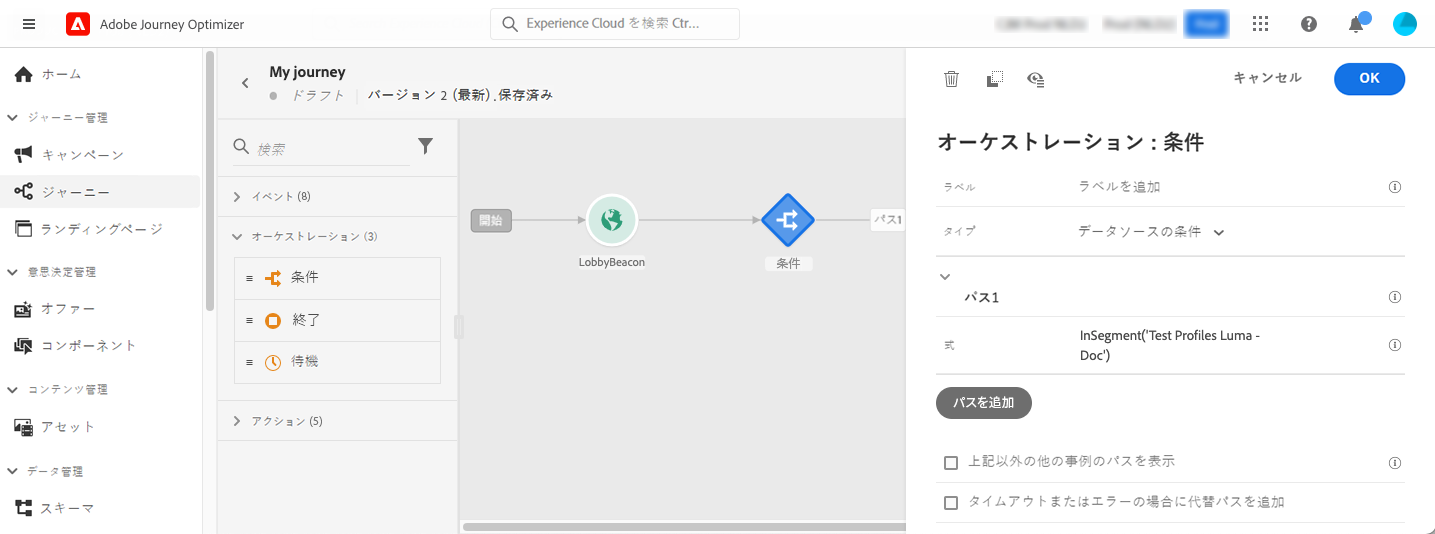 Adobe Journey Optimizer
Experience Cloud を検索 Ctr...
ホーム
ジャーニー管理
キャンペーン
ジャーニー
ランディングページ
意思決定管理
オファー
コンポーネント
コンテンツ管理
アセット
データ管理
スキーマ
My journey
ドラフト
バージョン 2 (最新) .保存済み
検索
イベント (8)
オーケストレーション (3)
条件
終了
待機
アクション (5)
開始
LobbyBeacon
条件
パス1
キャンセル
OK
オーケストレーション : 条件
ラベル
ラベルを追加
タイプ
データソースの条件
パス1
式
InSegment('Test Profiles Luma -
Doc')
パスを追加
上記以外の他の事例のパスを表示
タイムアウトまたはエラーの場合に代替パスを追加